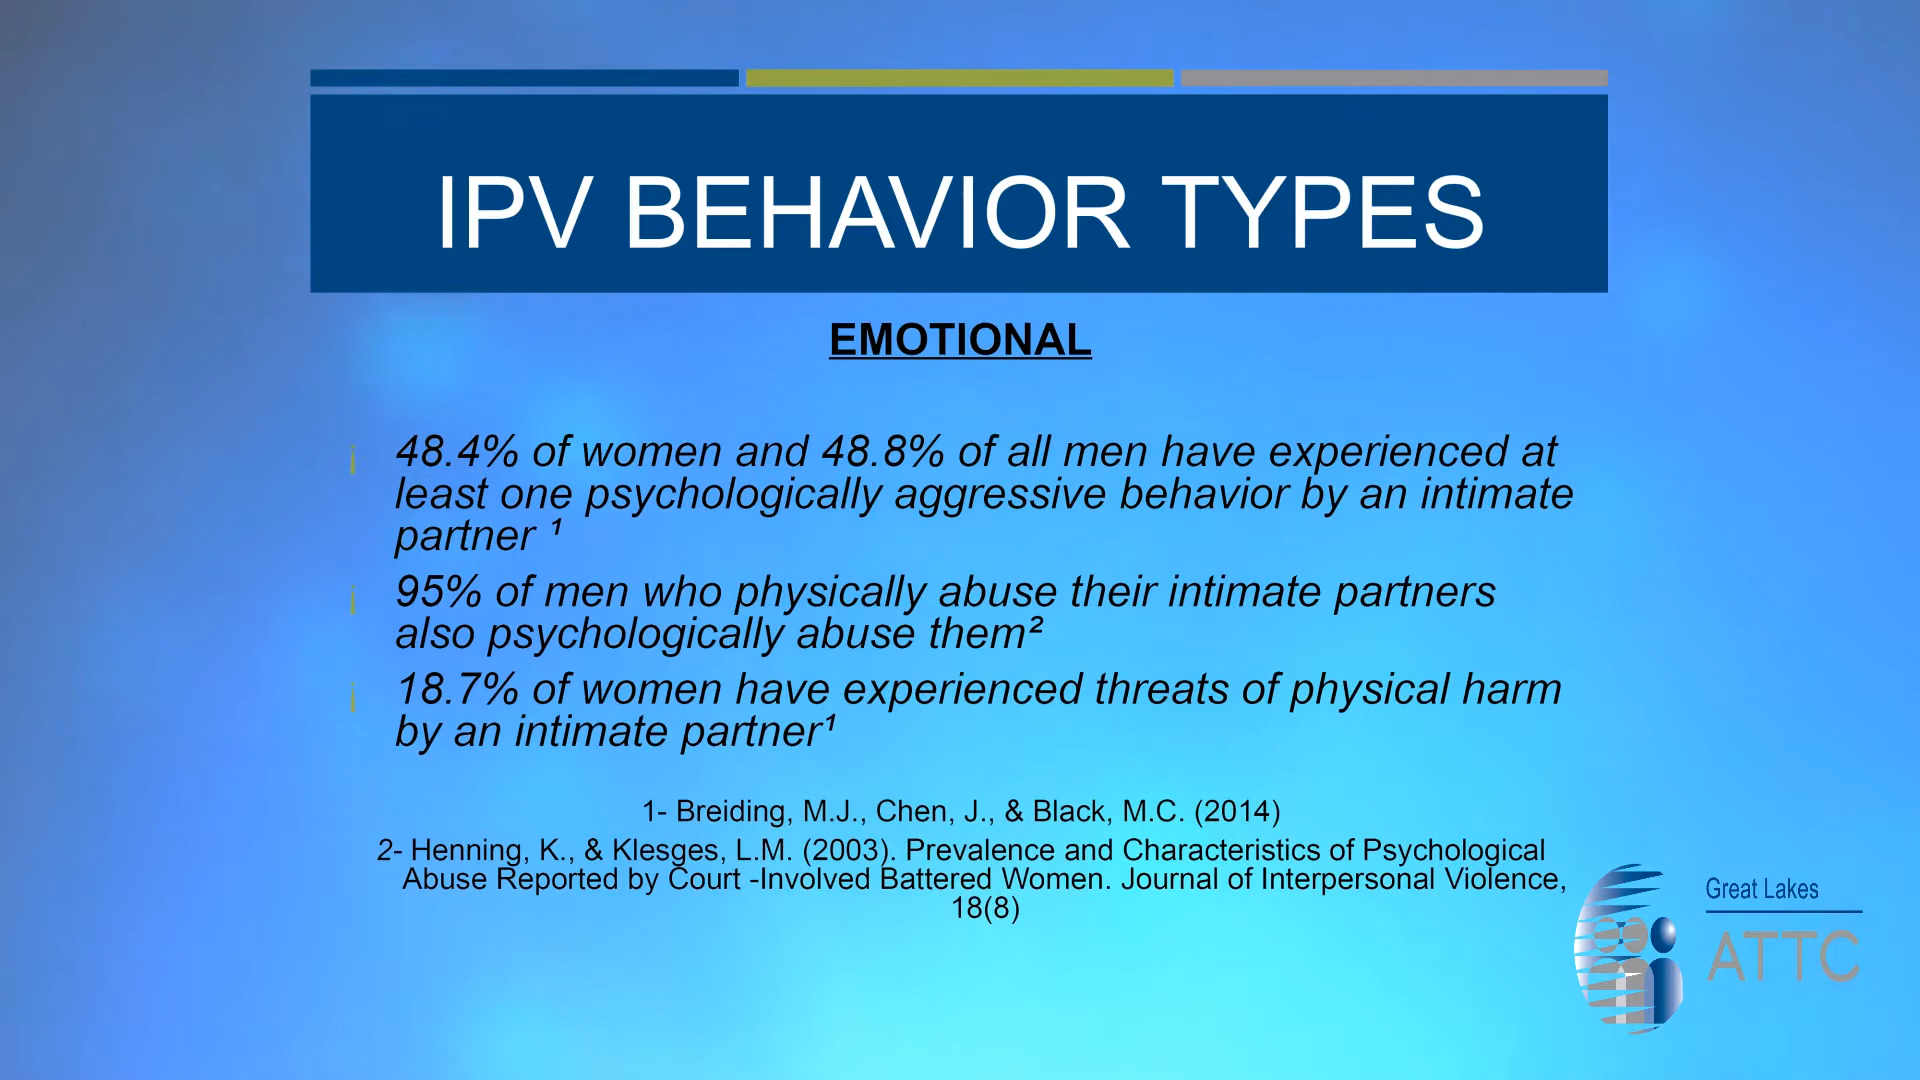 IPV BEHAVIOR TYPES
EMOTIONAL
¡ 48.4% of women and 48.8% of all men have experienced at
least one psychologically aggressive behavior by an intimate
partner ¹
¡ 95% of men who physically abuse their intimate partners
also psychologically abuse them²
¡ 18.7% of women have experienced threats of physical harm
by an intimate partner¹
1- Breiding, M.J., Chen, J., & Black, M.C. (2014)
2- Henning, K., & Klesges, L.M. (2003). Prevalence and Characteristics of Psychological
Abuse Reported by Court -Involved Battered Women. Journal of Interpersonal Violence,
18(8)
Great Lakes
ATTC